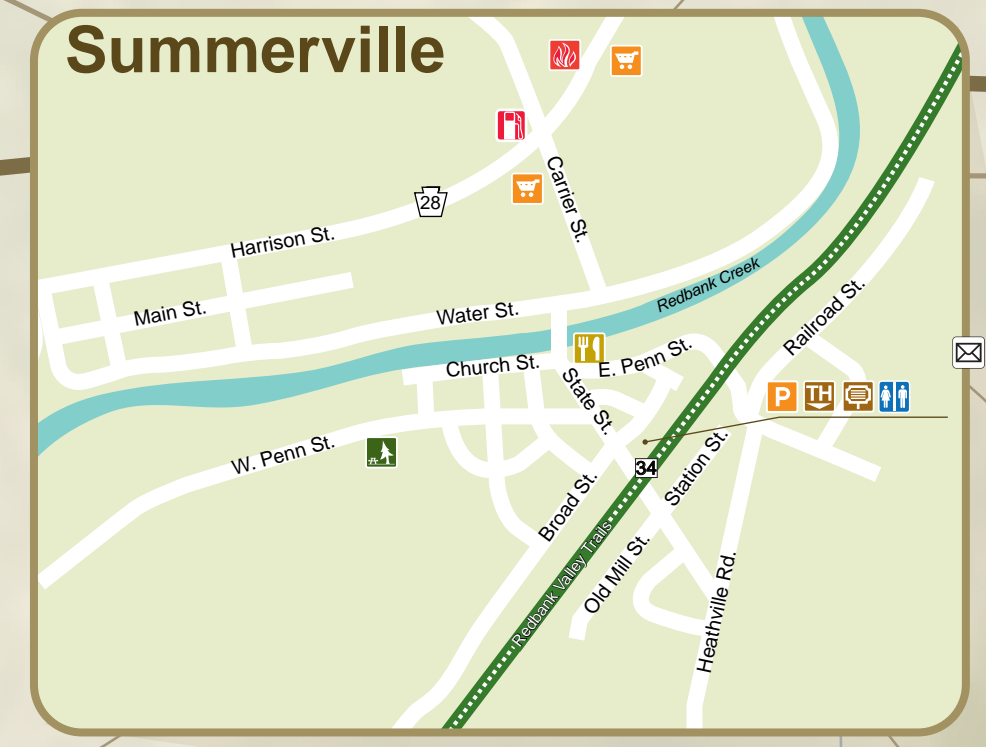 Summerville
28
Carrier St.
Harrison St.
Main St.
Water St.
Redbank Creek
Railroad St.
Church St.
E. Penn St.
State St.
P
TH
W. Penn St.
34
Station St.
Broad St.
Redbank Valley Trails
Old Mill St.
Heathville Rd.